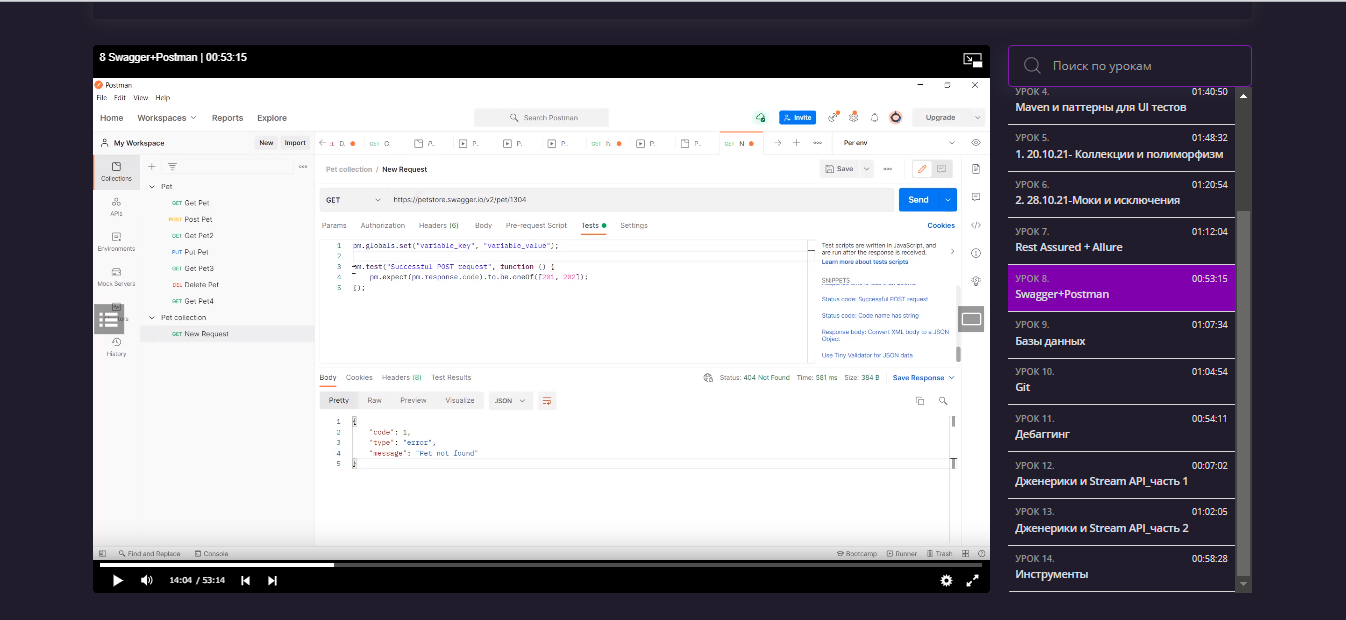 8 Swagger+Postman | 00:53:15
Postman
File Edit View Help
Home Workspaces Reports Explore
Search Postman
Invite
Upgrade
My Workspace
New Import
GET
GET
GET N
Per env
Collections
APIs
Environments
Mock Servers
History
Pet
GET Get Pet
POST Post Pet
GET Get Pet2
PUT Put Pet
GET Get Pet3
DEL Delete Pet
GET Get Pet4
Pet collection
GET New Request
Pet collection / New Request
Save
GET https://petstore.swagger.io/v2/pet/1304
Send
Params Authorization Headers (6) Body Pre-request Script Tests Settings
Cookies
1 pm.globals.set("variable_key", "variable_value");
2
3 pm.test("Successful POST request", function () {
4 pm.expect(pm.response.code).to.be.oneOf([201, 202]);
5 });
Test scripts are written in JavaScript, and
are run after the response is received.
Learn more about tests scripts
SNIPPETS
Status code: Successful POST request
Status code: Code name has string
Response body: Convert XML body to a JSON
Object
Use Tiny Validator for JSON data
Body Cookies Headers (8) Test Results
Status: 404 Not Found Time: 581 ms Size: 384 B Save Response
Pretty Raw Preview Visualize JSON
1 {
2 "code": 1,
3 "type": "error",
4 "message": "Pet not found"
5 }
Find and Replace Console
Bootcamp Runner Trash
14:04 / 53:14
Поиск по урокам
УРОК 4. 01:40:50
Maven и паттерны для UI тестов
УРОК 5. 01:48:32
1. 20.10.21- Коллекции и полиморфизм
УРОК 6. 01:20:54
2. 28.10.21-Моки и исключения
УРОК 7. 01:12:04
Rest Assured + Allure
УРОК 8. 00:53:15
Swagger+Postman
УРОК 9. 01:07:34
Базы данных
УРОК 10. 01:04:54
Git
УРОК 11. 00:54:11
Дебаггинг
УРОК 12. 00:07:02
Дженерики и Stream API_часть 1
УРОК 13. 01:02:05
Дженерики и Stream API_часть 2
УРОК 14. 00:58:28
Инструменты